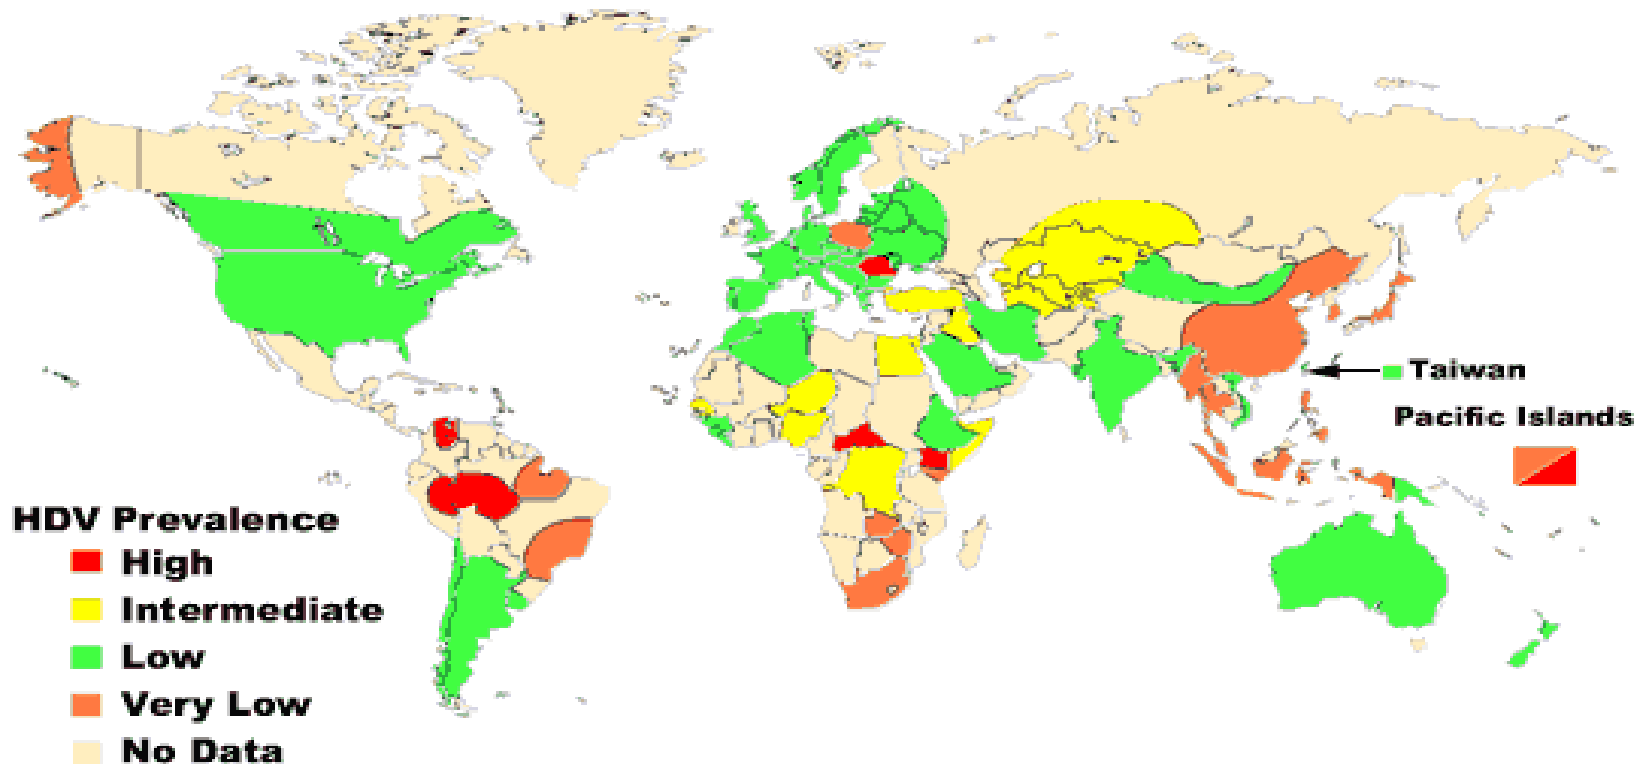 Taiwan
Pacific Islands
HDV Prevalence
High
Intermediate
Low
Very Low
No Data